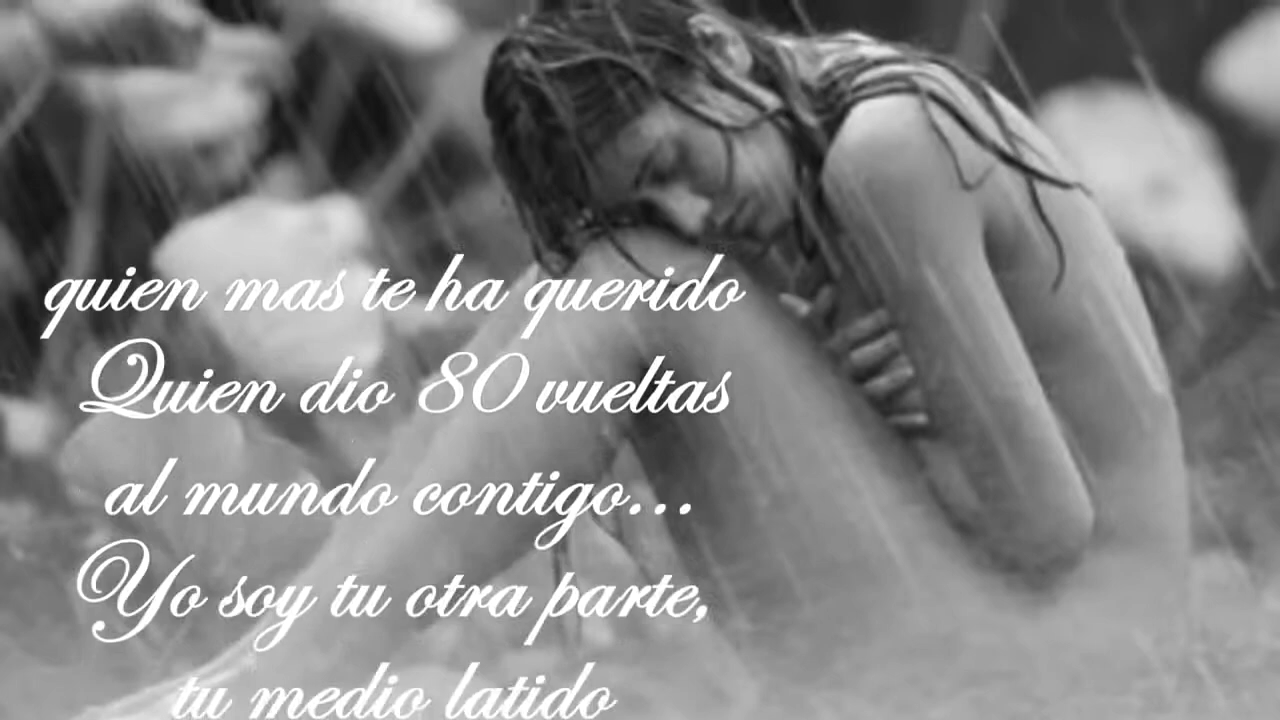 quien mas te ha querido
Quien dio 80 vueltas
al mundo contigo...
Yo soy tu otra parte,
tu medio latido